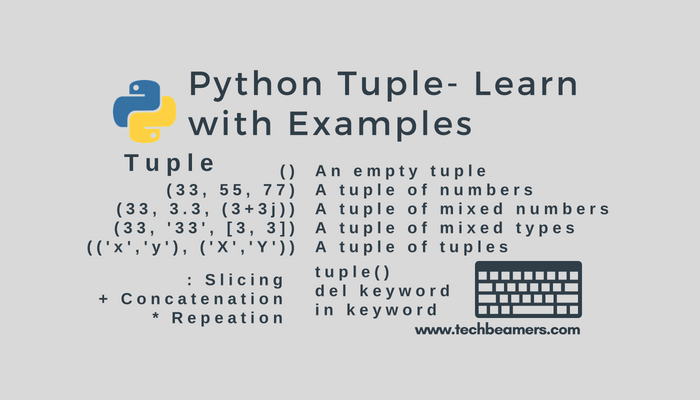 Python Tuple- Learn
with Examples
Tuple
() An empty tuple
(33, 55, 77) A tuple of numbers
(33, 3.3, (3+3j)) A tuple of mixed numbers
(33, '33', [3, 3]) A tuple of mixed types
(('x','y'), ('X','Y')) A tuple of tuples
: Slicing
+ Concatenation
* Repeation
tuple()
del keyword
in keyword
www.techbeamers.com